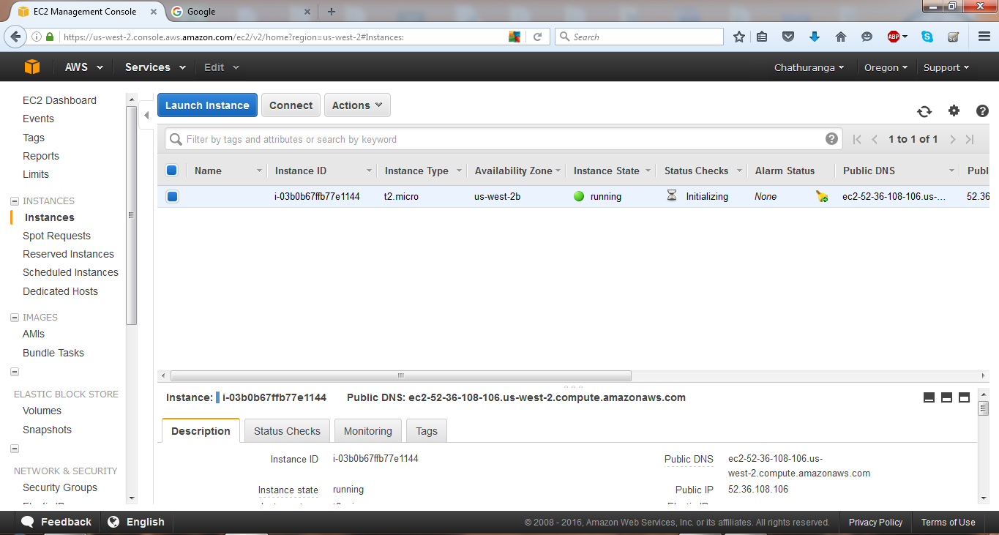 EC2 Management Console
Google
https://us-west-2.console.aws.amazon.com/ec2/v2/home?region=us-west-2#Instances:
Search
ABP
AWS Services Edit
Chathuranga Oregon Support
EC2 Dashboard
Events
Tags
Reports
Limits
INSTANCES
Instances
Spot Requests
Reserved Instances
Scheduled Instances
Dedicated Hosts
IMAGES
AMIs
Bundle Tasks
ELASTIC BLOCK STORE
Volumes
Snapshots
NETWORK & SECURITY
Security Groups
Launch Instance Connect Actions
Filter by tags and attributes or search by keyword
1 to 1 of 1
Name Instance ID Instance Type Availability Zone Instance State Status Checks Alarm Status Public DNS Publ
i-03b0b67ffb77e1144 t2.micro us-west-2b running Initializing None ec2-52-36-108-106.us-... 52.36
Instance: i-03b0b67ffb77e1144 Public DNS: ec2-52-36-108-106.us-west-2.compute.amazonaws.com
Description Status Checks Monitoring Tags
Instance ID i-03b0b67ffb77e1144
Public DNS ec2-52-36-108-106.us-
west-2.compute.amazonaws.com
Instance state running
Public IP 52.36.108.106
Feedback English
© 2008 - 2016, Amazon Web Services, Inc. or its affiliates. All rights reserved. Privacy Policy Terms of Use